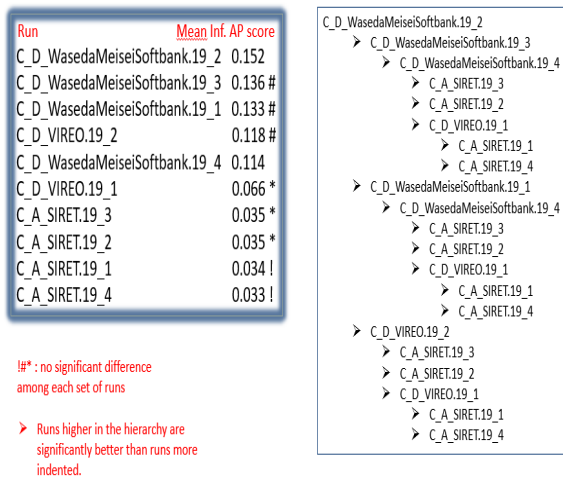 Run Mean Inf. AP score
C_D_WasedaMeiseiSoftbank.19_2 0.152
C_D_WasedaMeiseiSoftbank.19_3 0.136 #
C_D_WasedaMeiseiSoftbank.19_1 0.133 #
C_D_VIREO.19_2 0.118 #
C_D_WasedaMeiseiSoftbank.19_4 0.114
C_D_VIREO.19_1 0.066 *
C_A_SIRET.19_3 0.035 *
C_A_SIRET.19_2 0.035 *
C_A_SIRET.19_1 0.034 !
C_A_SIRET.19_4 0.033 !
!#* : no significant difference
among each set of runs
➢ Runs higher in the hierarchy are
significantly better than runs more
indented.
C_D_WasedaMeiseiSoftbank.19_2
➢ C_D_WasedaMeiseiSoftbank.19_3
➢ C_D_WasedaMeiseiSoftbank.19_4
➢ C_A_SIRET.19_3
➢ C_A_SIRET.19_2
➢ C_D_VIREO.19_1
➢ C_A_SIRET.19_1
➢ C_A_SIRET.19_4
➢ C_D_WasedaMeiseiSoftbank.19_1
➢ C_D_WasedaMeiseiSoftbank.19_4
➢ C_A_SIRET.19_3
➢ C_A_SIRET.19_2
➢ C_D_VIREO.19_1
➢ C_A_SIRET.19_1
➢ C_A_SIRET.19_4
➢ C_D_VIREO.19_2
➢ C_A_SIRET.19_3
➢ C_A_SIRET.19_2
➢ C_D_VIREO.19_1
➢ C_A_SIRET.19_1
➢ C_A_SIRET.19_4